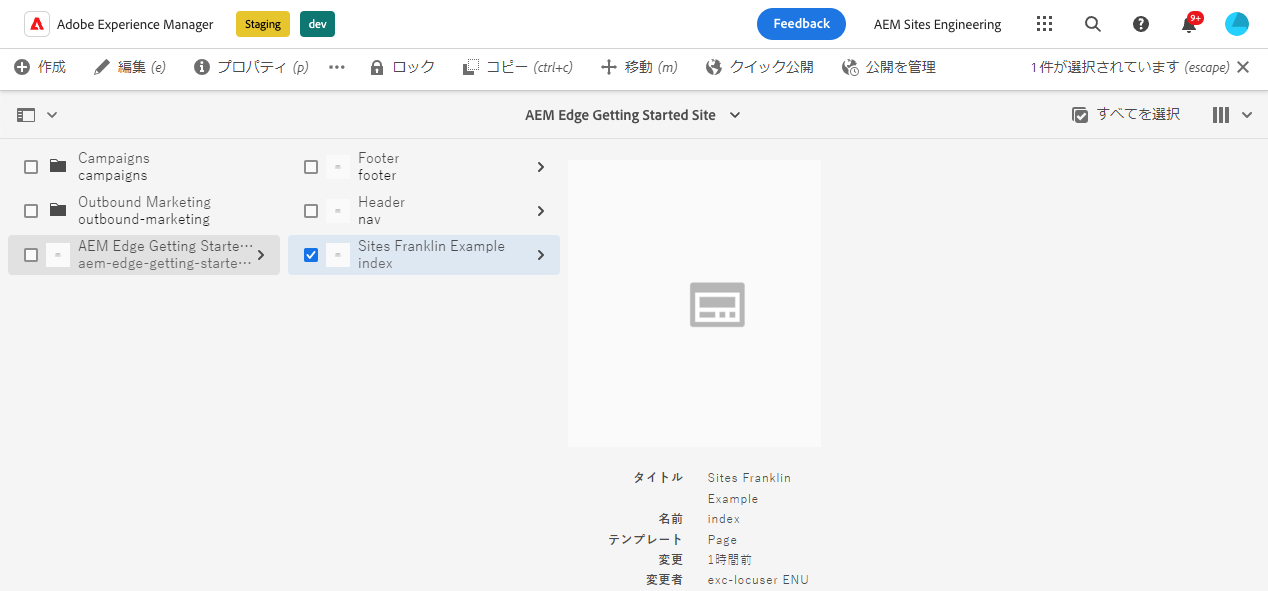 Adobe Experience Manager Staging dev Feedback AEM Sites Engineering 9+
作成 編集 (e) プロパティ (p) ••• ロック コピー (ctrl+c) 移動 (m) クイック公開 公開を管理 1 件が選択されています (escape)
AEM Edge Getting Started Site すべてを選択
Campaigns
campaigns
Outbound Marketing
outbound-marketing
AEM Edge Getting Starte…
aem-edge-getting-starte…
Footer
footer
Header
nav
Sites Franklin Example
index
タイトル Sites Franklin
Example
名前 index
テンプレート Page
変更 1時間前
変更者 exc-locuser ENU